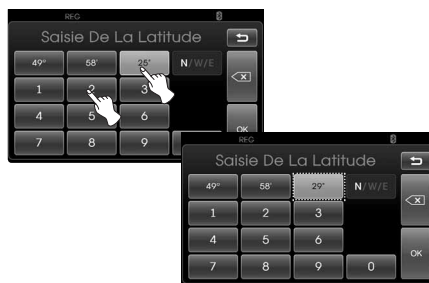 REG
Saisie De La Latitude
49° 58' 25" N/W/E
1 2 3
4 5 6
OK
7 8 9
REG
Saisie De La Latitude
49° 58' 29" N/W/E
1 2 3
4 5 6
OK
7 8 9 0